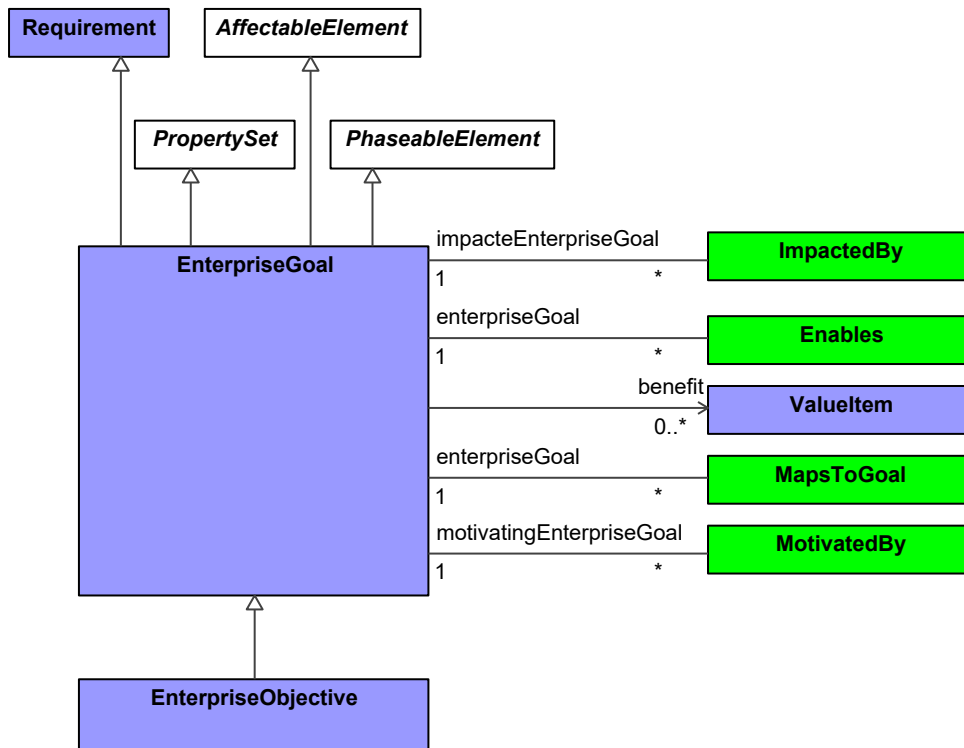 Requirement
AffectableElement
PropertySet
PhaseableElement
EnterpriseGoal
impacteEnterpriseGoal
1
*
ImpactedBy
enterpriseGoal
1
*
Enables
benefit
0..*
ValueItem
enterpriseGoal
1
*
MapsToGoal
motivatingEnterpriseGoal
1
*
MotivatedBy
EnterpriseObjective